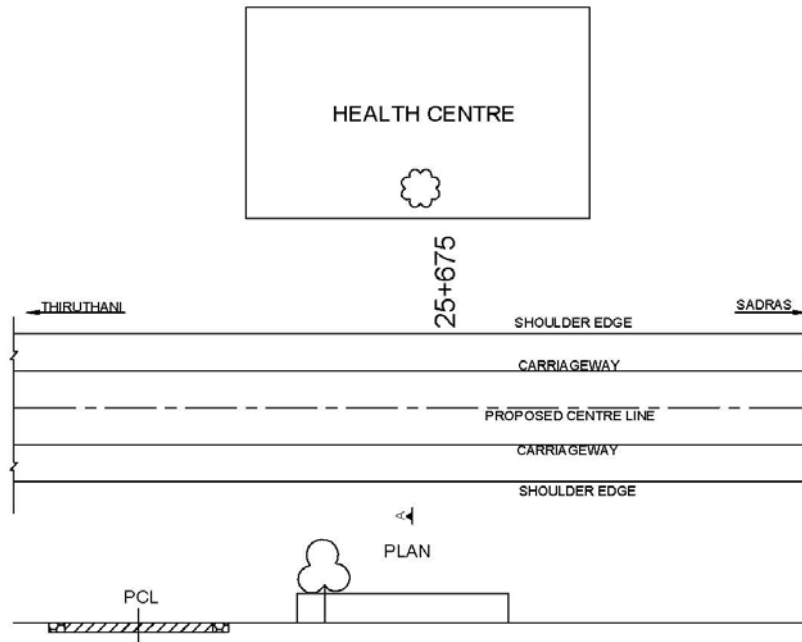 HEALTH CENTRE
25+675
THIRUTHANI
SADRAS
SHOULDER EDGE
CARRIAGEWAY
PROPOSED CENTRE LINE
CARRIAGEWAY
SHOULDER EDGE
A
PLAN
PCL